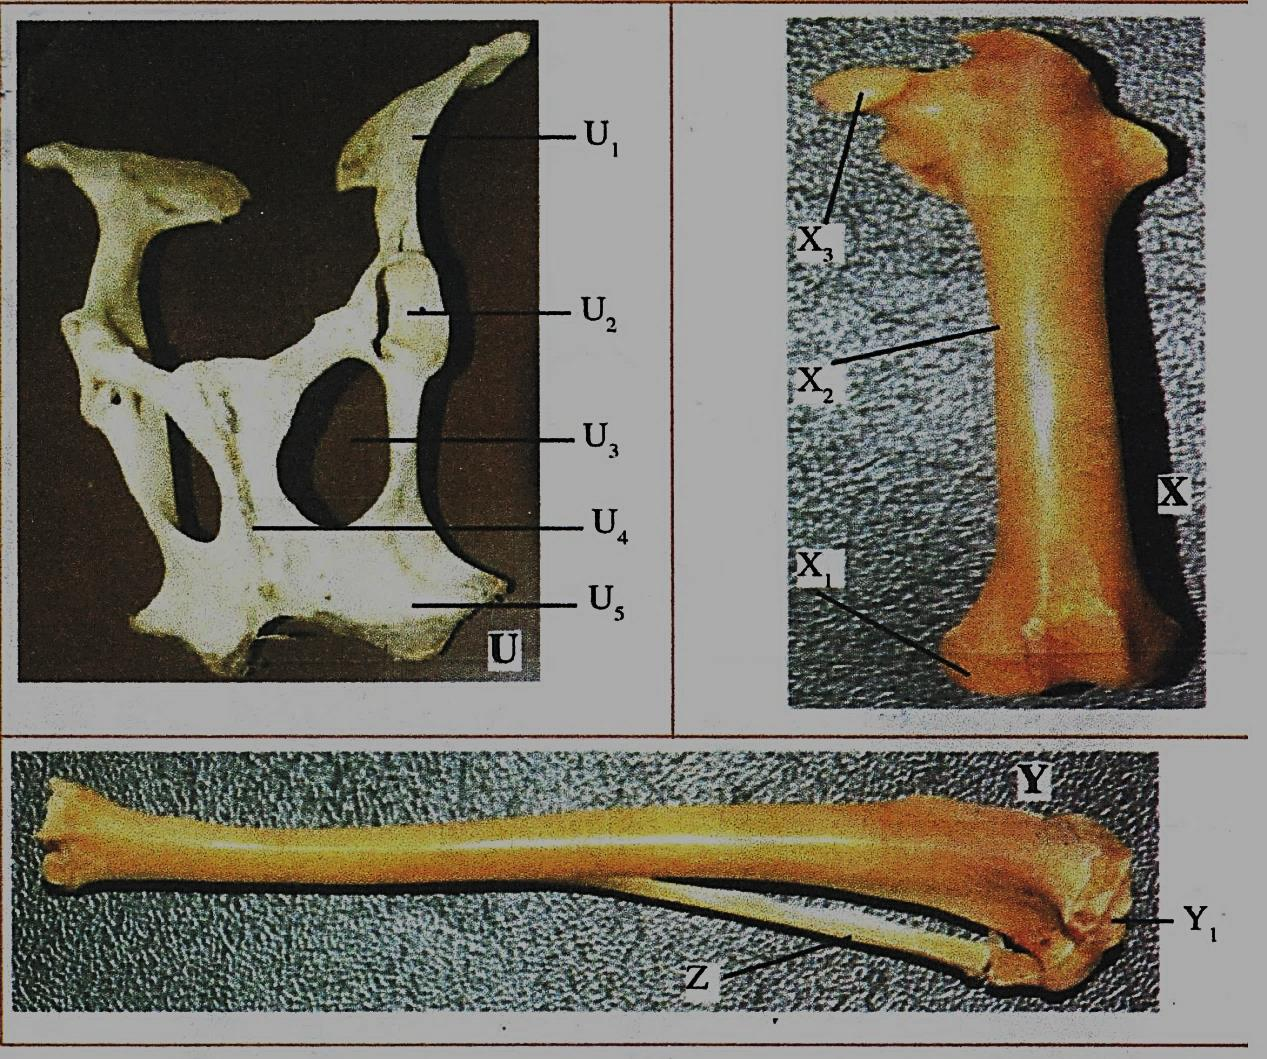 U₁
U₂
U₃
U₄
U₅
U
X₃
X₂
X₁
X
Y
Y₁
Z